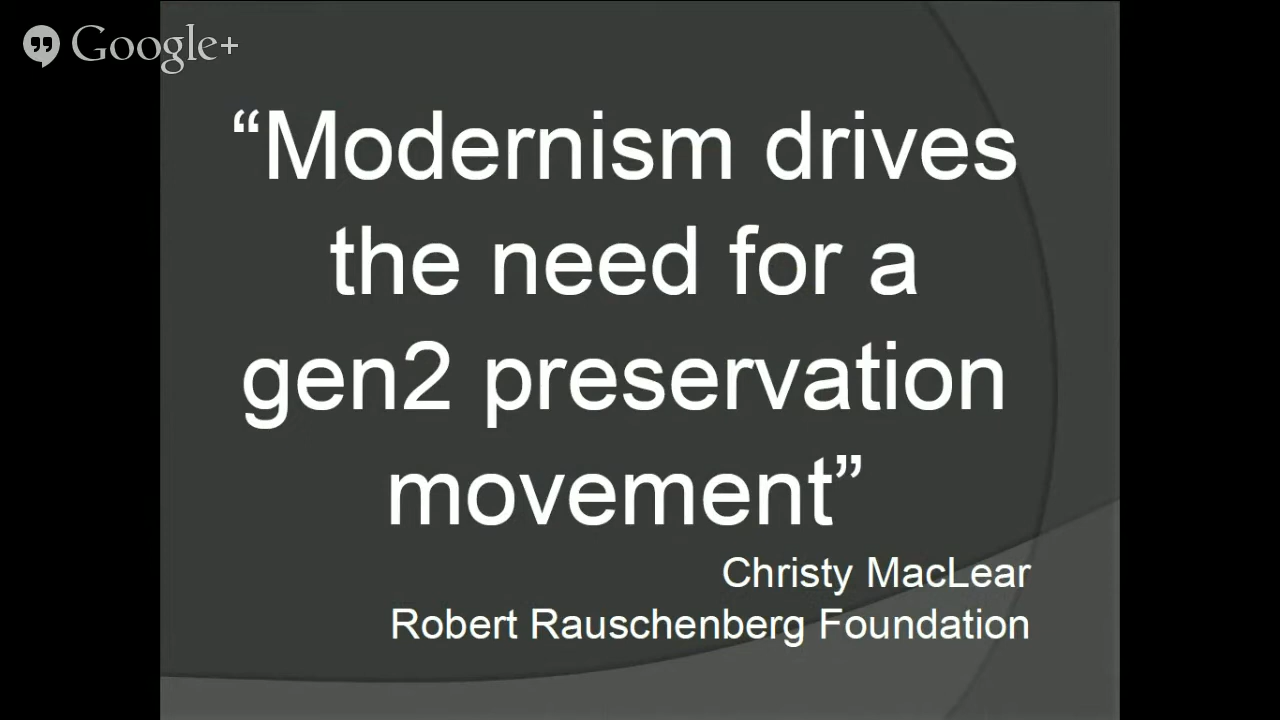 Google+
“Modernism drives
the need for a
gen2 preservation
movement”
Christy MacLear
Robert Rauschenberg Foundation